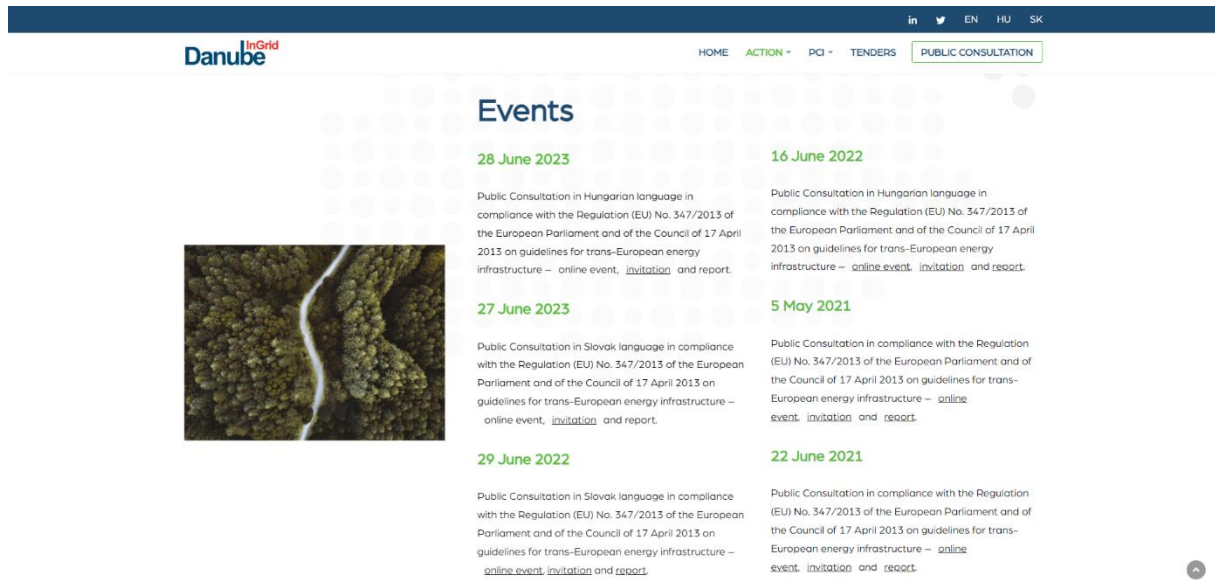 in EN HU SK
Danube InGrid
HOME ACTION PCI TENDERS PUBLIC CONSULTATION
Events
28 June 2023
Public Consultation in Hungarian language in
compliance with the Regulation (EU) No. 347/2013 of
the European Parliament and of the Council of 17 April
2013 on guidelines for trans-European energy
infrastructure – online event, invitation and report.
27 June 2023
Public Consultation in Slovak language in compliance
with the Regulation (EU) No. 347/2013 of the European
Parliament and of the Council of 17 April 2013 on
guidelines for trans-European energy infrastructure –
online event, invitation and report.
29 June 2022
Public Consultation in Slovak language in compliance
with the Regulation (EU) No. 347/2013 of the European
Parliament and of the Council of 17 April 2013 on
guidelines for trans-European energy infrastructure –
online event, invitation and report.
16 June 2022
Public Consultation in Hungarian language in
compliance with the Regulation (EU) No. 347/2013 of
the European Parliament and of the Council of 17 April
2013 on guidelines for trans-European energy
infrastructure – online event, invitation and report.
5 May 2021
Public Consultation in compliance with the Regulation
(EU) No. 347/2013 of the European Parliament and of
the Council of 17 April 2013 on guidelines for trans-
European energy infrastructure – online
event, invitation and report.
22 June 2021
Public Consultation in compliance with the Regulation
(EU) No. 347/2013 of the European Parliament and of
the Council of 17 April 2013 on guidelines for trans-
European energy infrastructure – online
event, invitation and report.